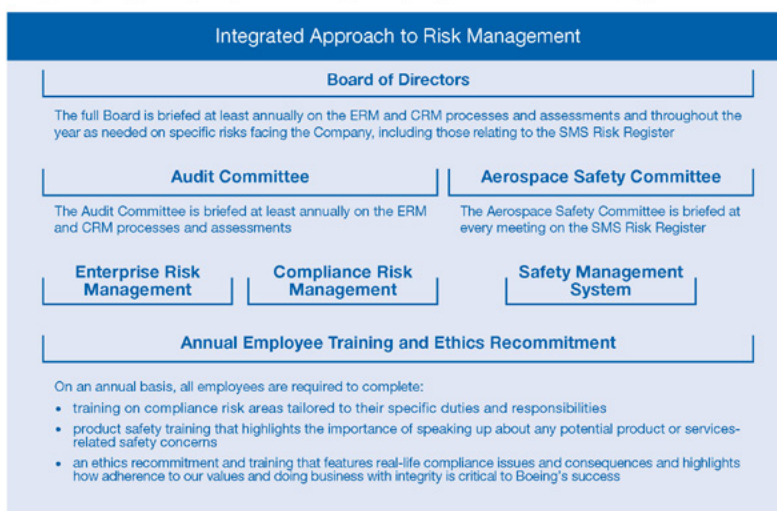 Integrated Approach to Risk Management
Board of Directors
The full Board is briefed at least annually on the ERM and CRM processes and assessments and throughout the
year as needed on specific risks facing the Company, including those relating to the SMS Risk Register
Audit Committee
The Audit Committee is briefed at least annually on the ERM
and CRM processes and assessments
Aerospace Safety Committee
The Aerospace Safety Committee is briefed at
every meeting on the SMS Risk Register
Enterprise Risk
Management
Compliance Risk
Management
Safety Management
System
Annual Employee Training and Ethics Recommitment
On an annual basis, all employees are required to complete:
• training on compliance risk areas tailored to their specific duties and responsibilities
• product safety training that highlights the importance of speaking up about any potential product or services-
related safety concerns
• an ethics recommitment and training that features real-life compliance issues and consequences and highlights
how adherence to our values and doing business with integrity is critical to Boeing's success